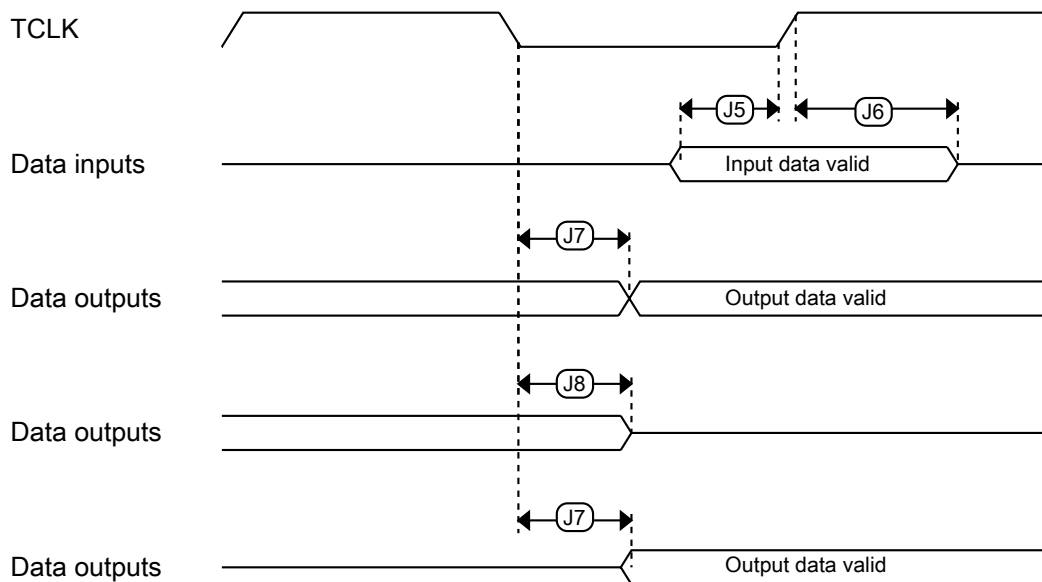 TCLK
J5
J6
Data inputs
Input data valid
J7
Data outputs
Output data valid
J8
Data outputs
J7
Data outputs
Output data valid